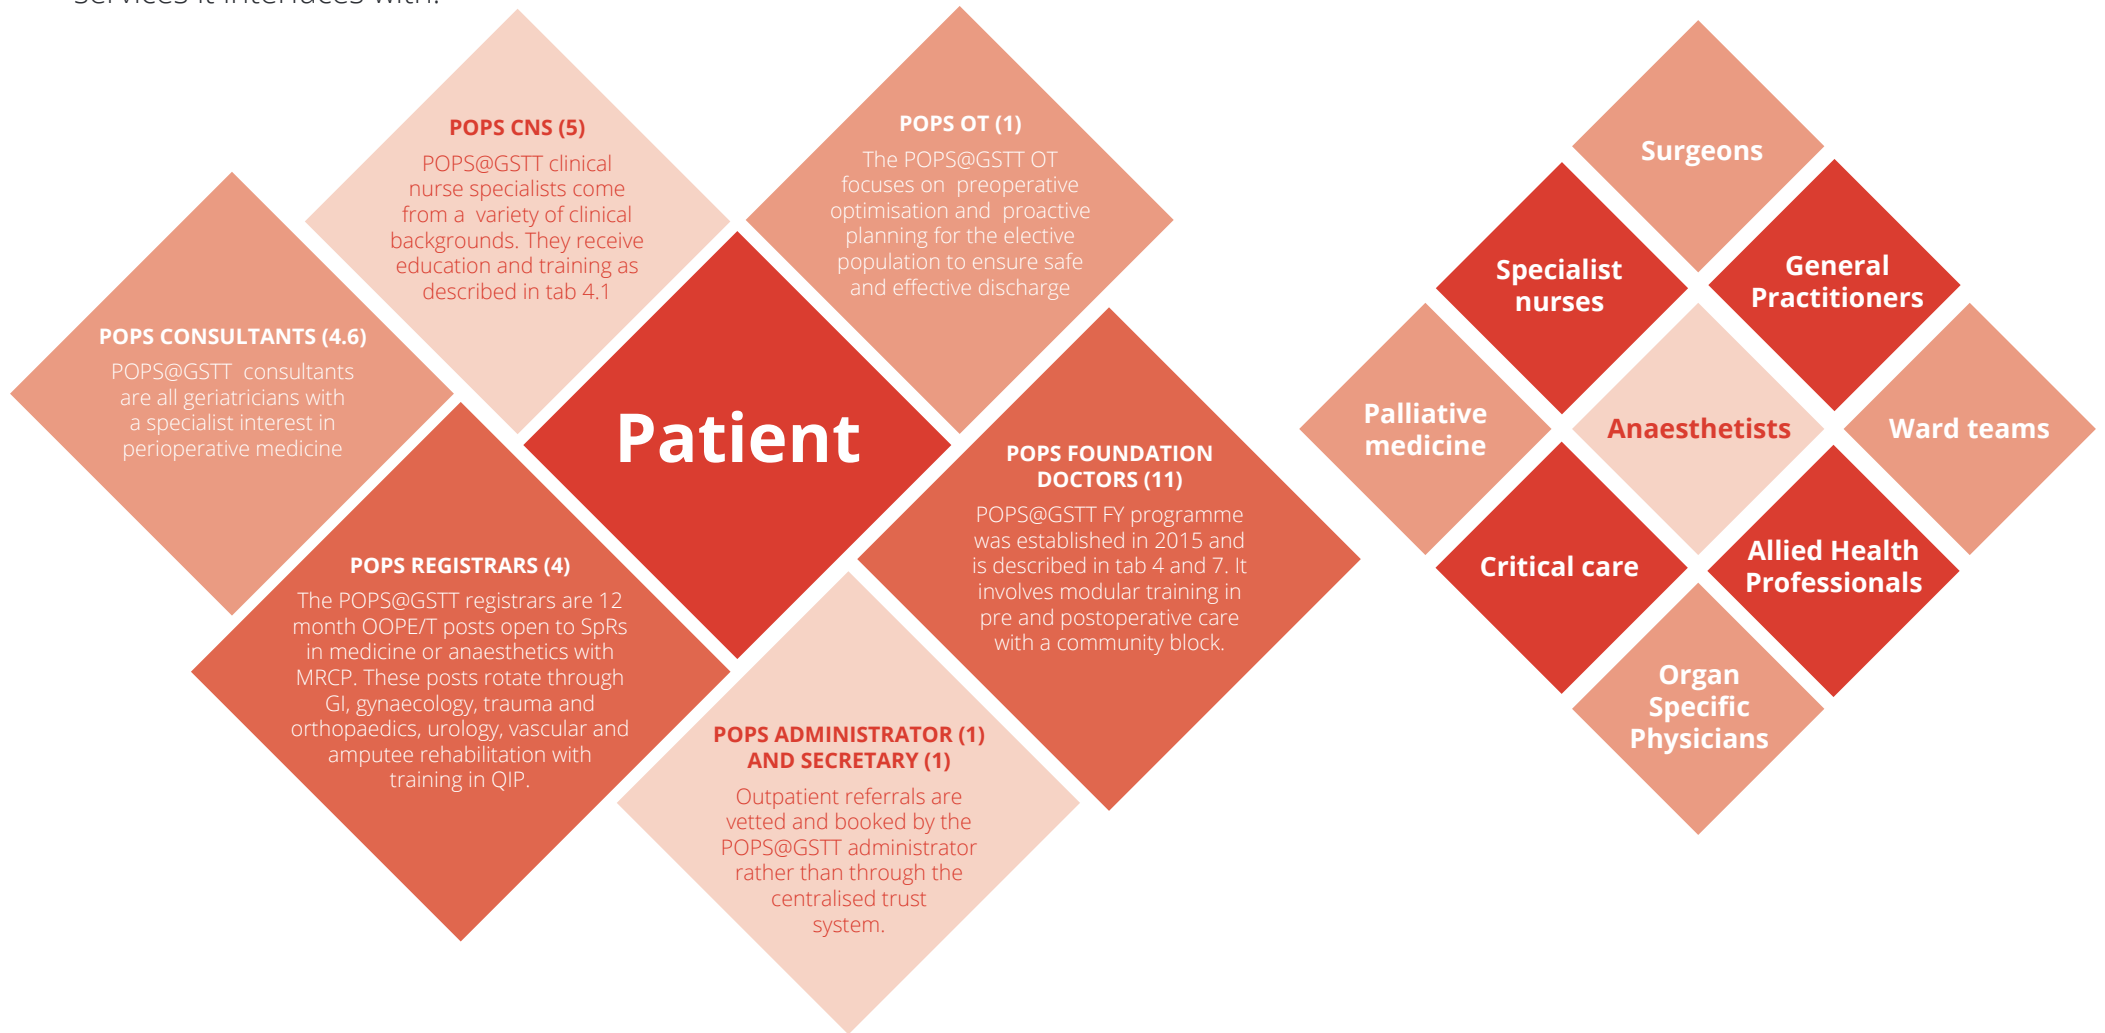 services it interfaces with.
POPS CNS (5)
POPS@GSTT clinical
nurse specialists come
from a variety of clinical
backgrounds. They receive
education and training as
described in tab 4.1
POPS OT (1)
The POPS@GSTT OT
focuses on preoperative
optimisation and proactive
planning for the elective
population to ensure safe
and effective discharge
POPS CONSULTANTS (4.6)
POPS@GSTT consultants
are all geriatricians with
a specialist interest in
perioperative medicine
Patient
POPS FOUNDATION
DOCTORS (11)
POPS@GSTT FY programme
was established in 2015 and
is described in tab 4 and 7. It
involves modular training in
pre and postoperative care
with a community block.
POPS REGISTRARS (4)
The POPS@GSTT registrars are 12
month OOPE/T posts open to SpRs
in medicine or anaesthetics with
MRCP. These posts rotate through
GI, gynaecology, trauma and
orthopaedics, urology, vascular and
amputee rehabilitation with
training in QIP.
POPS ADMINISTRATOR (1)
AND SECRETARY (1)
Outpatient referrals are
vetted and booked by the
POPS@GSTT administrator
rather than through the
centralised trust
system.
Surgeons
Specialist
nurses
General
Practitioners
Palliative
medicine
Anaesthetists
Ward teams
Critical care
Allied Health
Professionals
Organ
Specific
Physicians